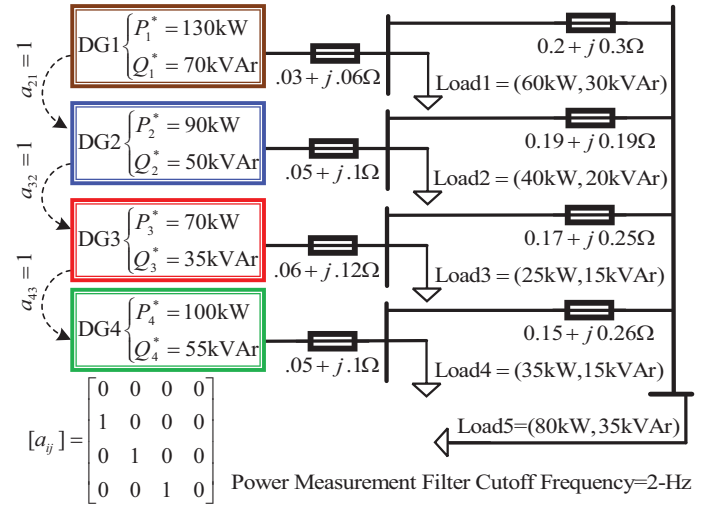 DG1 { P₁* = 130kW
Q₁* = 70kVAr
.03 + j.06Ω
0.2 + j0.3Ω
Load1 = (60kW, 30kVAr)
a₂₁ = 1
DG2 { P₂* = 90kW
Q₂* = 50kVAr
.05 + j.1Ω
0.19 + j0.19Ω
Load2 = (40kW, 20kVAr)
a₃₂ = 1
DG3 { P₃* = 70kW
Q₃* = 35kVAr
.06 + j.12Ω
0.17 + j0.25Ω
Load3 = (25kW, 15kVAr)
a₄₃ = 1
DG4 { P₄* = 100kW
Q₄* = 55kVAr
.05 + j.1Ω
0.15 + j0.26Ω
Load4 = (35kW, 15kVAr)
Load5=(80kW, 35kVAr)
[aᵢⱼ] =
0 0 0 0
1 0 0 0
0 1 0 0
0 0 1 0
Power Measurement Filter Cutoff Frequency=2-Hz